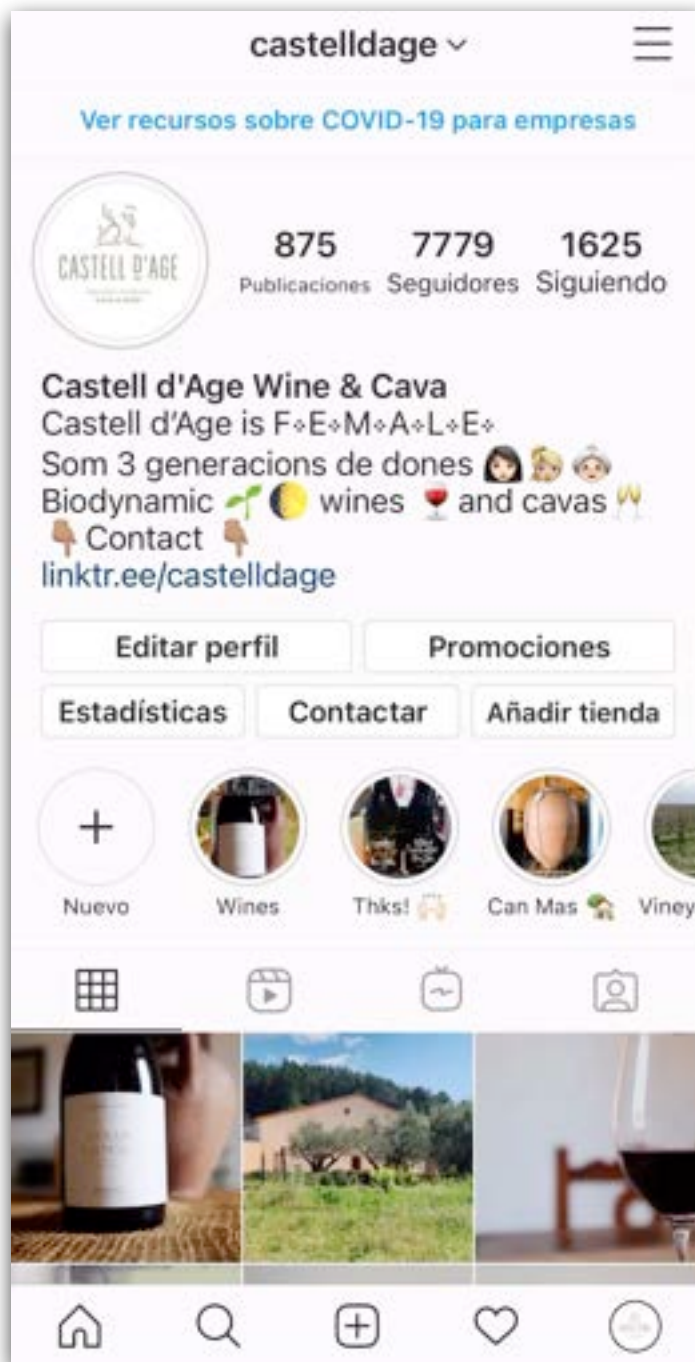 castelldage
Ver recursos sobre COVID-19 para empresas
CASTELL D'AGE
875 7779 1625
Publicaciones Seguidores Siguiendo
Castell d'Age Wine & Cava
Castell d'Age is F༶E༶M༶A༶L༶E༶
Som 3 generacions de dones 👩🏻👧🏼👵🏻
Biodynamic 🌱🌓 wines 🍷 and cavas 🥂
👇🏽 Contact 👇🏽
linktr.ee/castelldage
Editar perfil Promociones
Estadísticas Contactar Añadir tienda
Nuevo Wines Thks! 🙌🏻 Can Mas 🏡 Viney